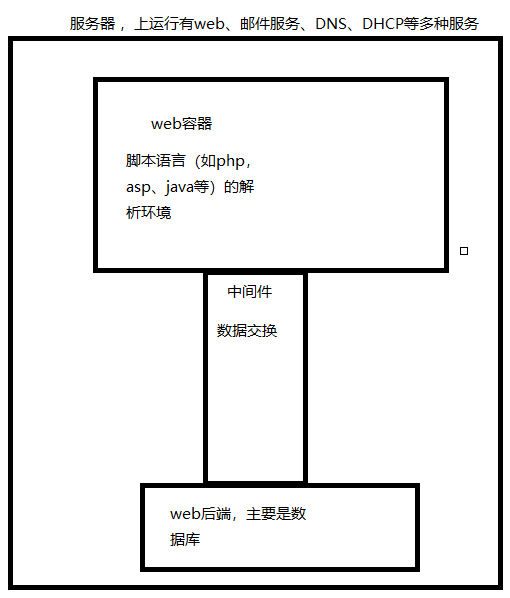 服务器 ，上运行有web、邮件服务、DNS、DHCP等多种服务
web容器
脚本语言（如php，
asp、java等）的解
析环境
中间件
数据交换
web后端，主要是数
据库